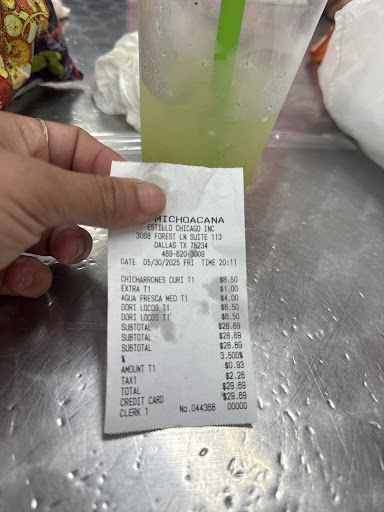 MICHOACANA
ESTILLO CHICAGO INC
3068 FOREST LN SUITE 113
DALLAS TX 75234
469-620-3009
DATE 05/30/2025 FRI TIME 20:11
CHICHARRONES CURI T1 $8.50
EXTRA T1 $1.00
AGUA FRESCA MED T1 $4.00
DORI LOCOS T1 $6.50
DORI LOCOS T1 $6.50
SUBTOTAL $28.69
SUBTOTAL $28.69
SUBTOTAL $28.69
% 3.500%
AMOUNT T1 $0.93
TAX1 $2.26
TOTAL $29.69
CREDIT CARD $29.69
CLERK 1 No.044368 00000